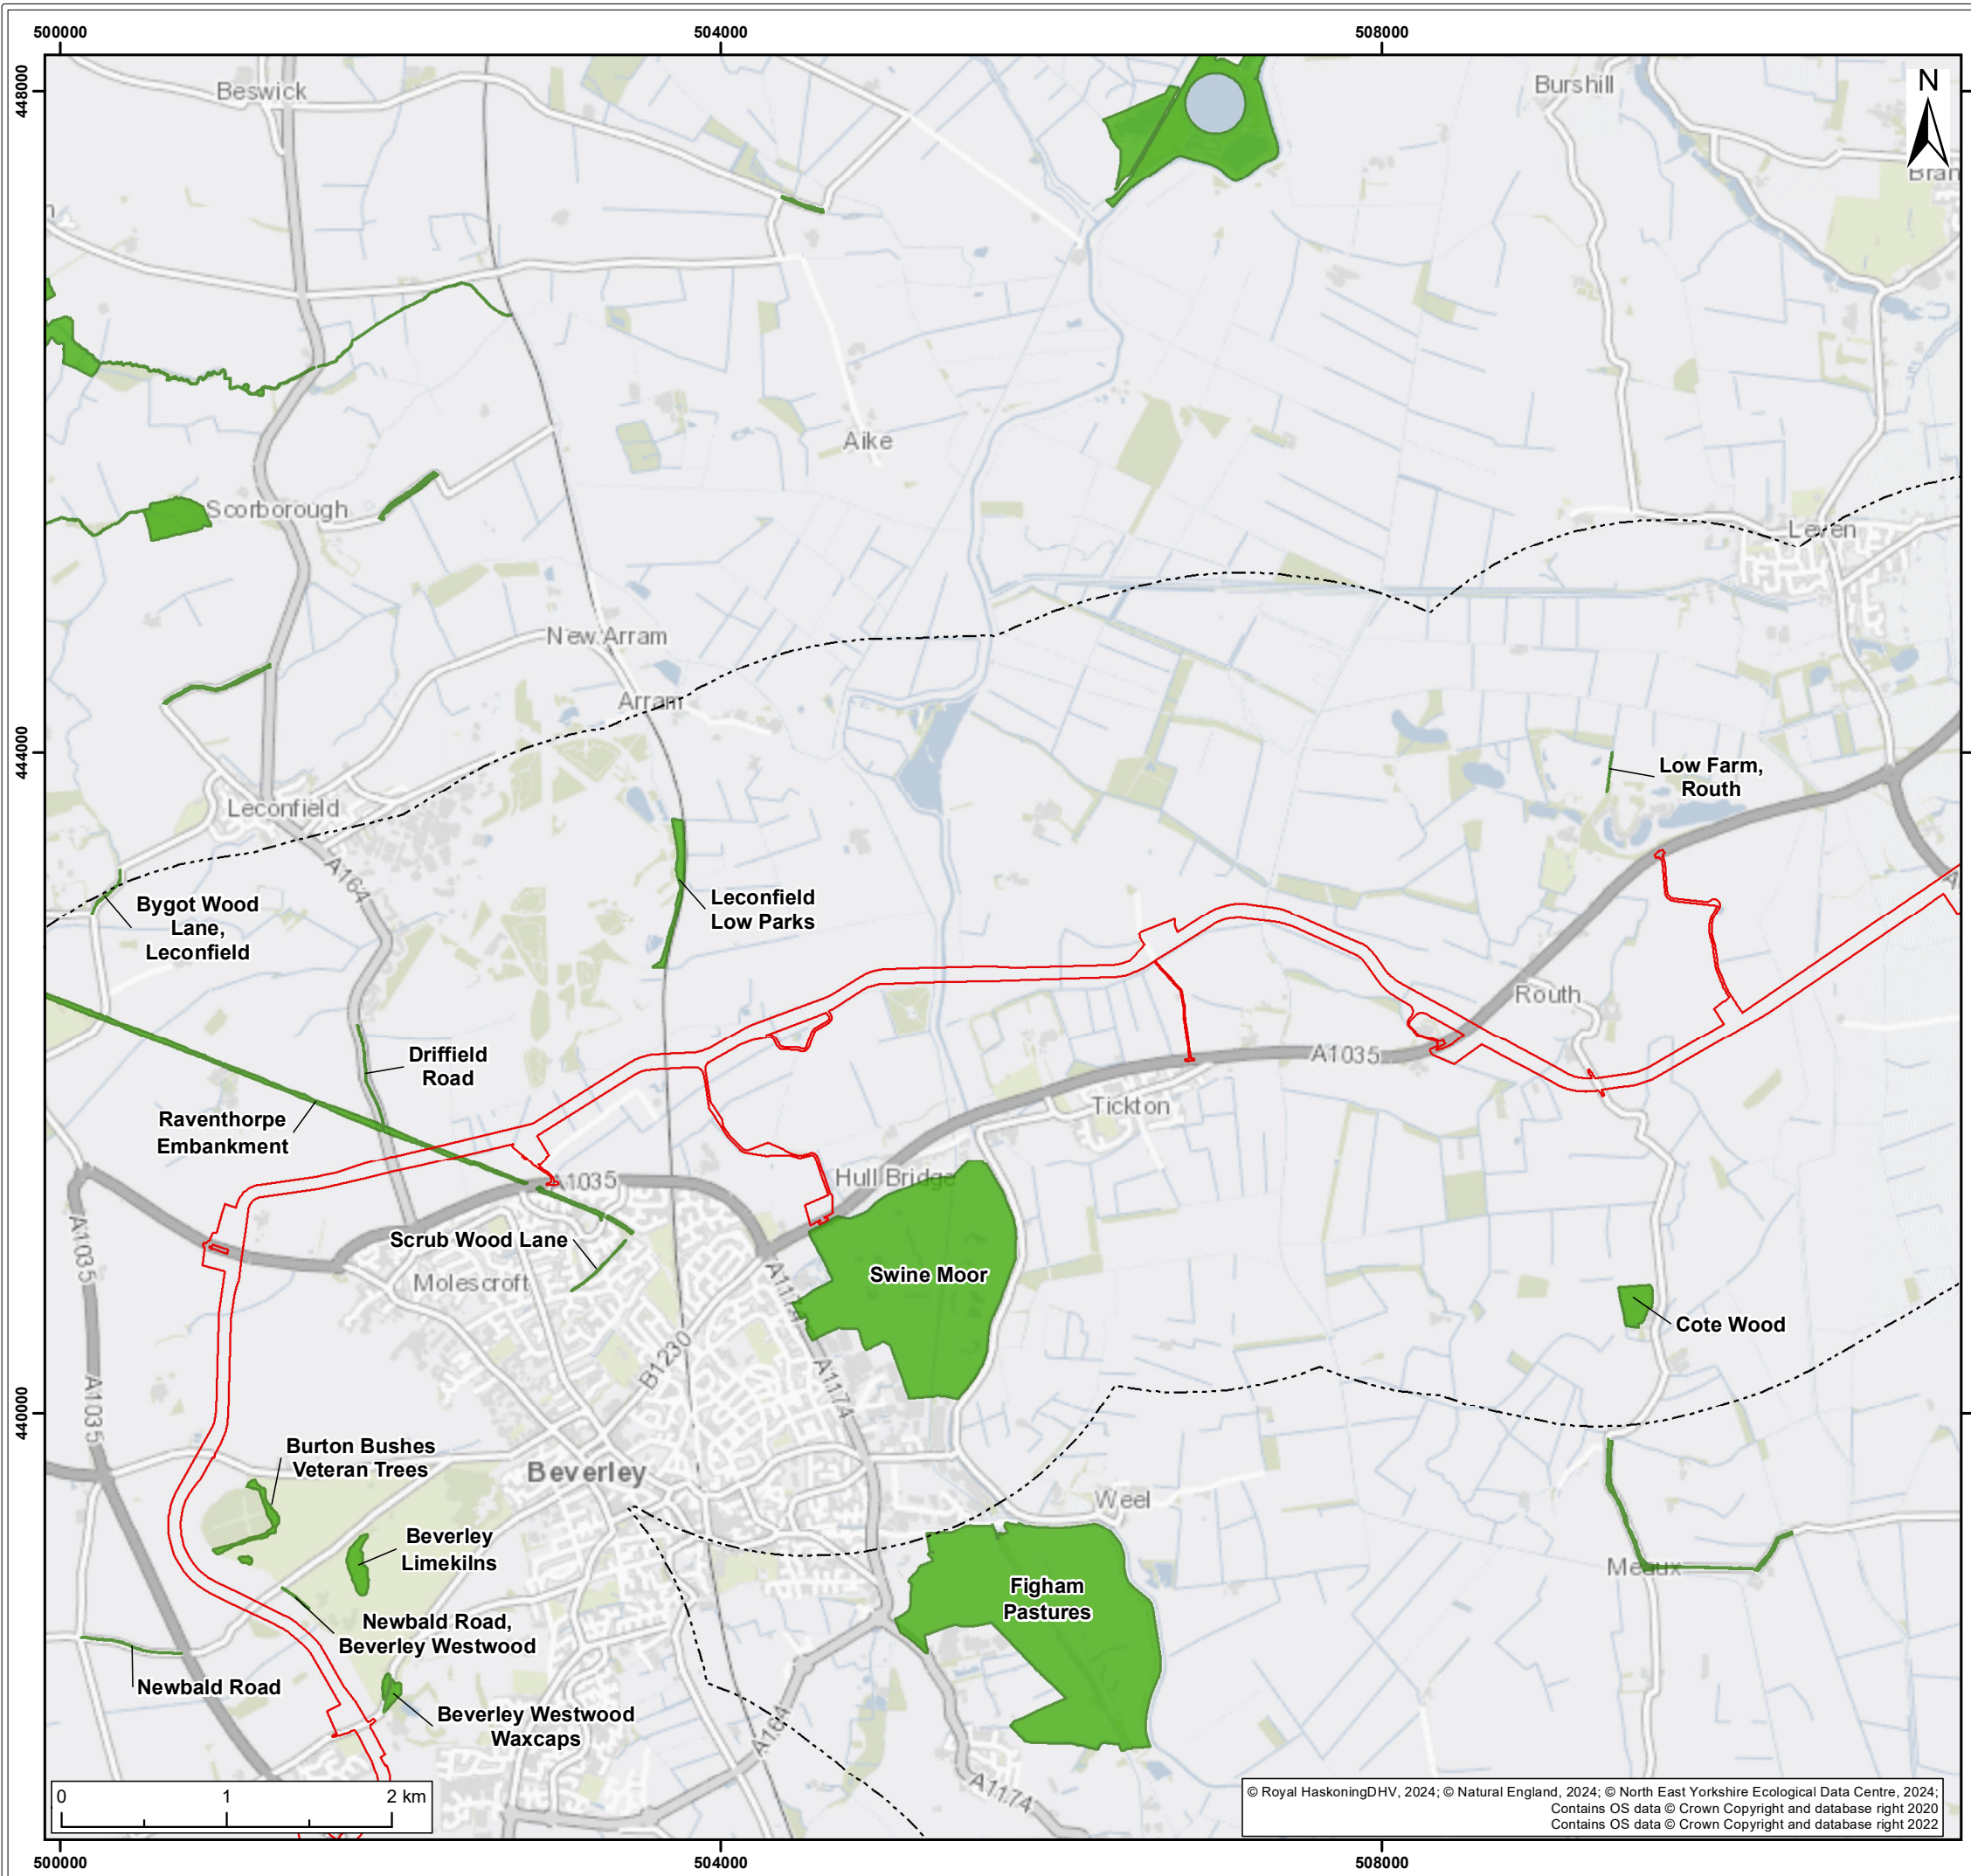 500000
504000
508000
448000
Beswick
Burshill
N
Bran
Aike
Scorborough
Leven
New Arram
Arram
444000
Low Farm,
Routh
Leconfield
A164
Leconfield
Low Parks
Bygot Wood
Lane,
Leconfield
Routh
Driffield
Road
A1035
Raventhorpe
Embankment
Tickton
Hull Bridge
A1035
A1035
Scrub Wood Lane
Swine Moor
Molescroft
A1174
Cote Wood
B1230
A1174
A1035
440000
Burton Bushes
Veteran Trees
Beverley
Weel
Beverley
Limekilns
Meaux
Figham
Pastures
Newbald Road,
Beverley Westwood
Newbald Road
Beverley Westwood
Waxcaps
A164
A1174
0 1 2 km
© Royal HaskoningDHV, 2024; © Natural England, 2024; © North East Yorkshire Ecological Data Centre, 2024;
Contains OS data © Crown Copyright and database right 2020
Contains OS data © Crown Copyright and database right 2022
500000
504000
508000